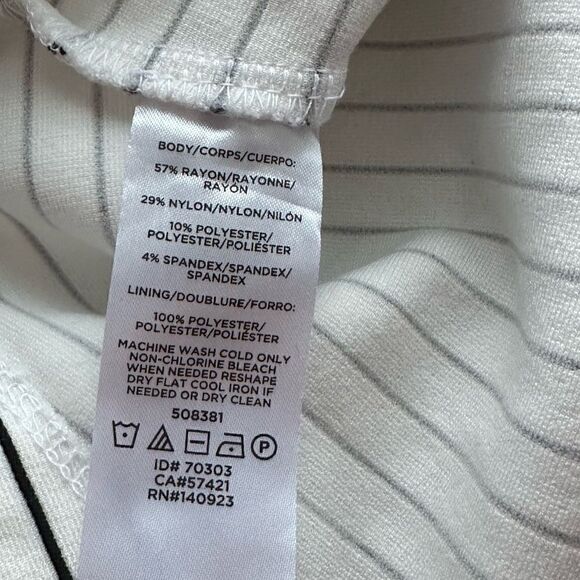 BODY/CORPS/CUERPO:
57% RAYON/RAYONNE/
RAYÓN
29% NYLON/NYLON/NILÓN
10% POLYESTER/
POLYESTER/POLIÉSTER
4% SPANDEX/SPANDEX/
SPANDEX
LINING/DOUBLURE/FORRO:
100% POLYESTER/
POLYESTER/POLIÉSTER
MACHINE WASH COLD ONLY
NON-CHLORINE BLEACH
WHEN NEEDED RESHAPE
DRY FLAT COOL IRON IF
NEEDED OR DRY CLEAN
508381
P
ID# 70303
CA#57421
RN#140923